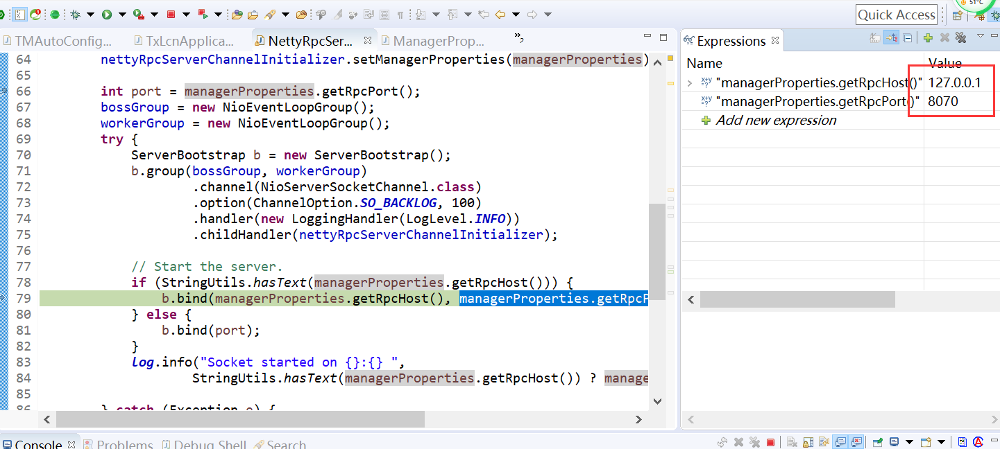 51°C
Quick Access
TMAutoConfig...
TxLcnApplica...
NettyRpcSer...
ManagerProp...
»2
Expressions
Name
Value
"managerProperties.getRpcHost()" 127.0.0.1
"managerProperties.getRpcPort()" 8070
Add new expression
64 nettyRpcServerChannelInitializer.setManagerProperties(managerProperties)
65
66 int port = managerProperties.getRpcPort();
67 bossGroup = new NioEventLoopGroup();
68 workerGroup = new NioEventLoopGroup();
69 try {
70 ServerBootstrap b = new ServerBootstrap();
71 b.group(bossGroup, workerGroup)
72 .channel(NioServerSocketChannel.class)
73 .option(ChannelOption.SO_BACKLOG, 100)
74 .handler(new LoggingHandler(LogLevel.INFO))
75 .childHandler(nettyRpcServerChannelInitializer);
76
77 // Start the server.
78 if (StringUtils.hasText(managerProperties.getRpcHost())) {
79 b.bind(managerProperties.getRpcHost(), managerProperties.getRpcP
80 } else {
81 b.bind(port);
82 }
83 log.info("Socket started on {}:{} ",
84 StringUtils.hasText(managerProperties.getRpcHost()) ? manage
85
86 } catch (Exception e) {
Console
Problems
Debug Shell
Search